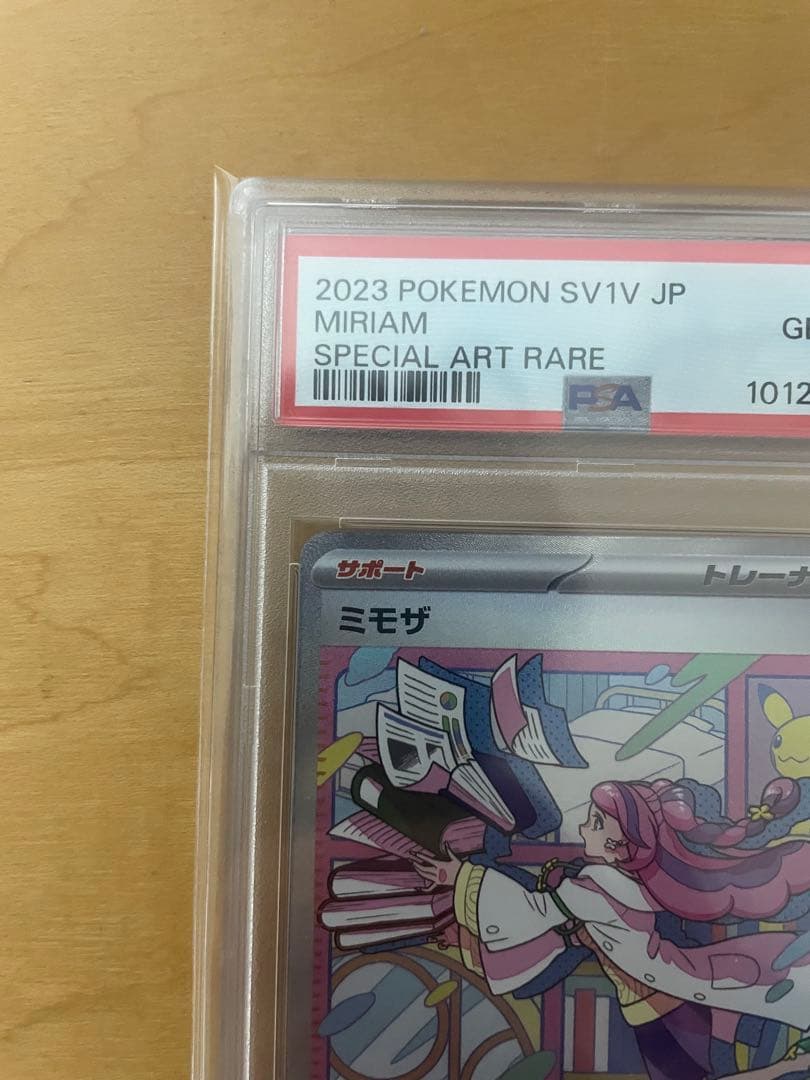 2023 POKEMON SV1V JP
MIRIAM
SPECIAL ART RARE
PSA
サポート
ミモザ